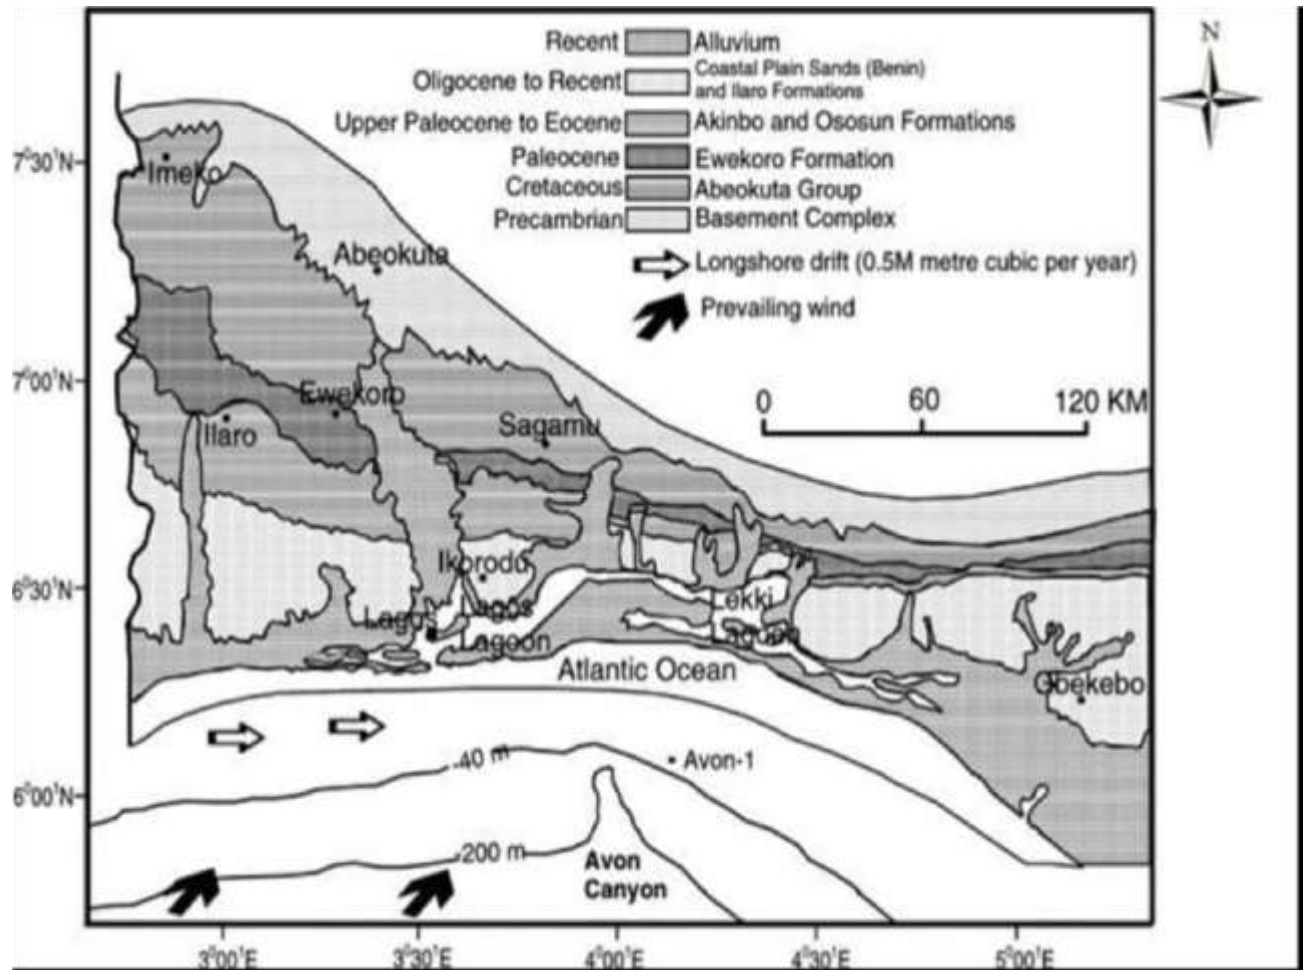 N
Recent Alluvium
Oligocene to Recent Coastal Plain Sands (Benin)
and Ilaro Formations
Upper Paleocene to Eocene Akinbo and Ososun Formations
Paleocene Ewekoro Formation
Cretaceous Abeokuta Group
Precambrian Basement Complex
Longshore drift (0.5M metre cubic per year)
Prevailing wind
0 60 120 KM
7°30'N
Imeko
Abeokuta
7°00'N
Ewekoro
Ilaro
Sagamu
Ikorodu
6°30'N
Lagos
Lagos
Lagoon
Lekki
Lagoon
Atlantic Ocean
Gbekebo
40 m
Avon-1
6°00'N
200 m
Avon
Canyon
3°00'E 3°30'E 4°00'E 4°30'E 5°00'E